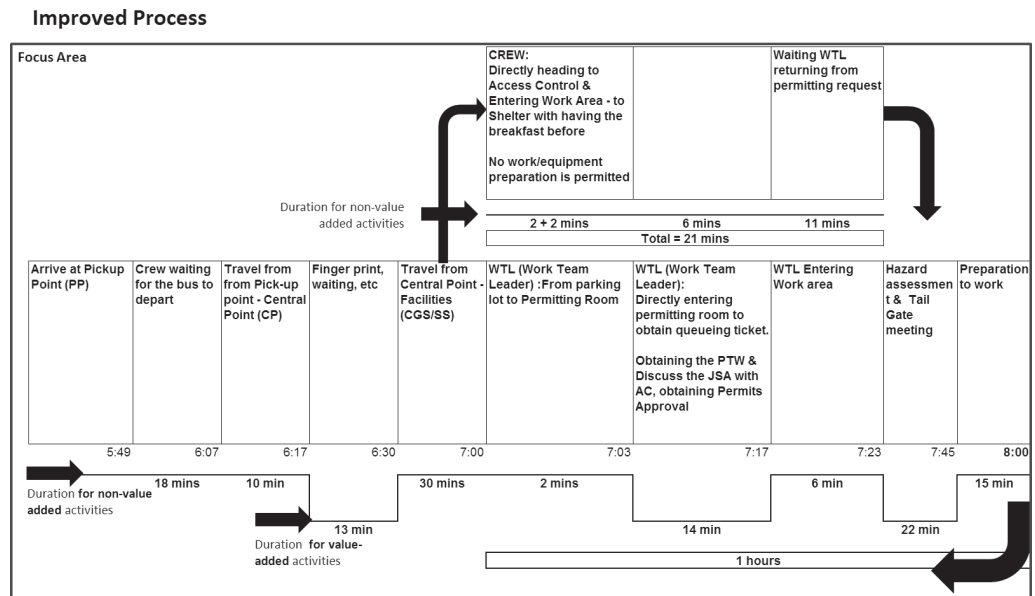 Improved Process
Focus Area
CREW:
Directly heading to
Access Control &
Entering Work Area - to
Shelter with having the
breakfast before
No work/equipment
preparation is permitted
Waiting WTL
returning from
permitting request
Duration for non-value
added activities
2 + 2 mins
6 mins
11 mins
Total = 21 mins
Arrive at Pickup
Point (PP)
Crew waiting
for the bus to
depart
Travel from
from Pick-up
point - Central
Point (CP)
Finger print,
waiting, etc
Travel from
Central Point -
Facilities
(CGS/SS)
WTL (Work Team
Leader) :From parking
lot to Permitting Room
WTL (Work Team
Leader):
Directly entering
permitting room to
obtain queueing ticket.
Obtaining the PTW &
Discuss the JSA with
AC, obtaining Permits
Approval
WTL Entering
Work area
Hazard
assessmen
t & Tail
Gate
meeting
Preparation
to work
5:49
6:07
6:17
6:30
7:00
7:03
7:17
7:23
7:45
8:00
18 mins
10 min
30 mins
2 mins
6 min
15 min
Duration for non-value
added activities
13 min
14 min
22 min
Duration for value-
added activities
1 hours